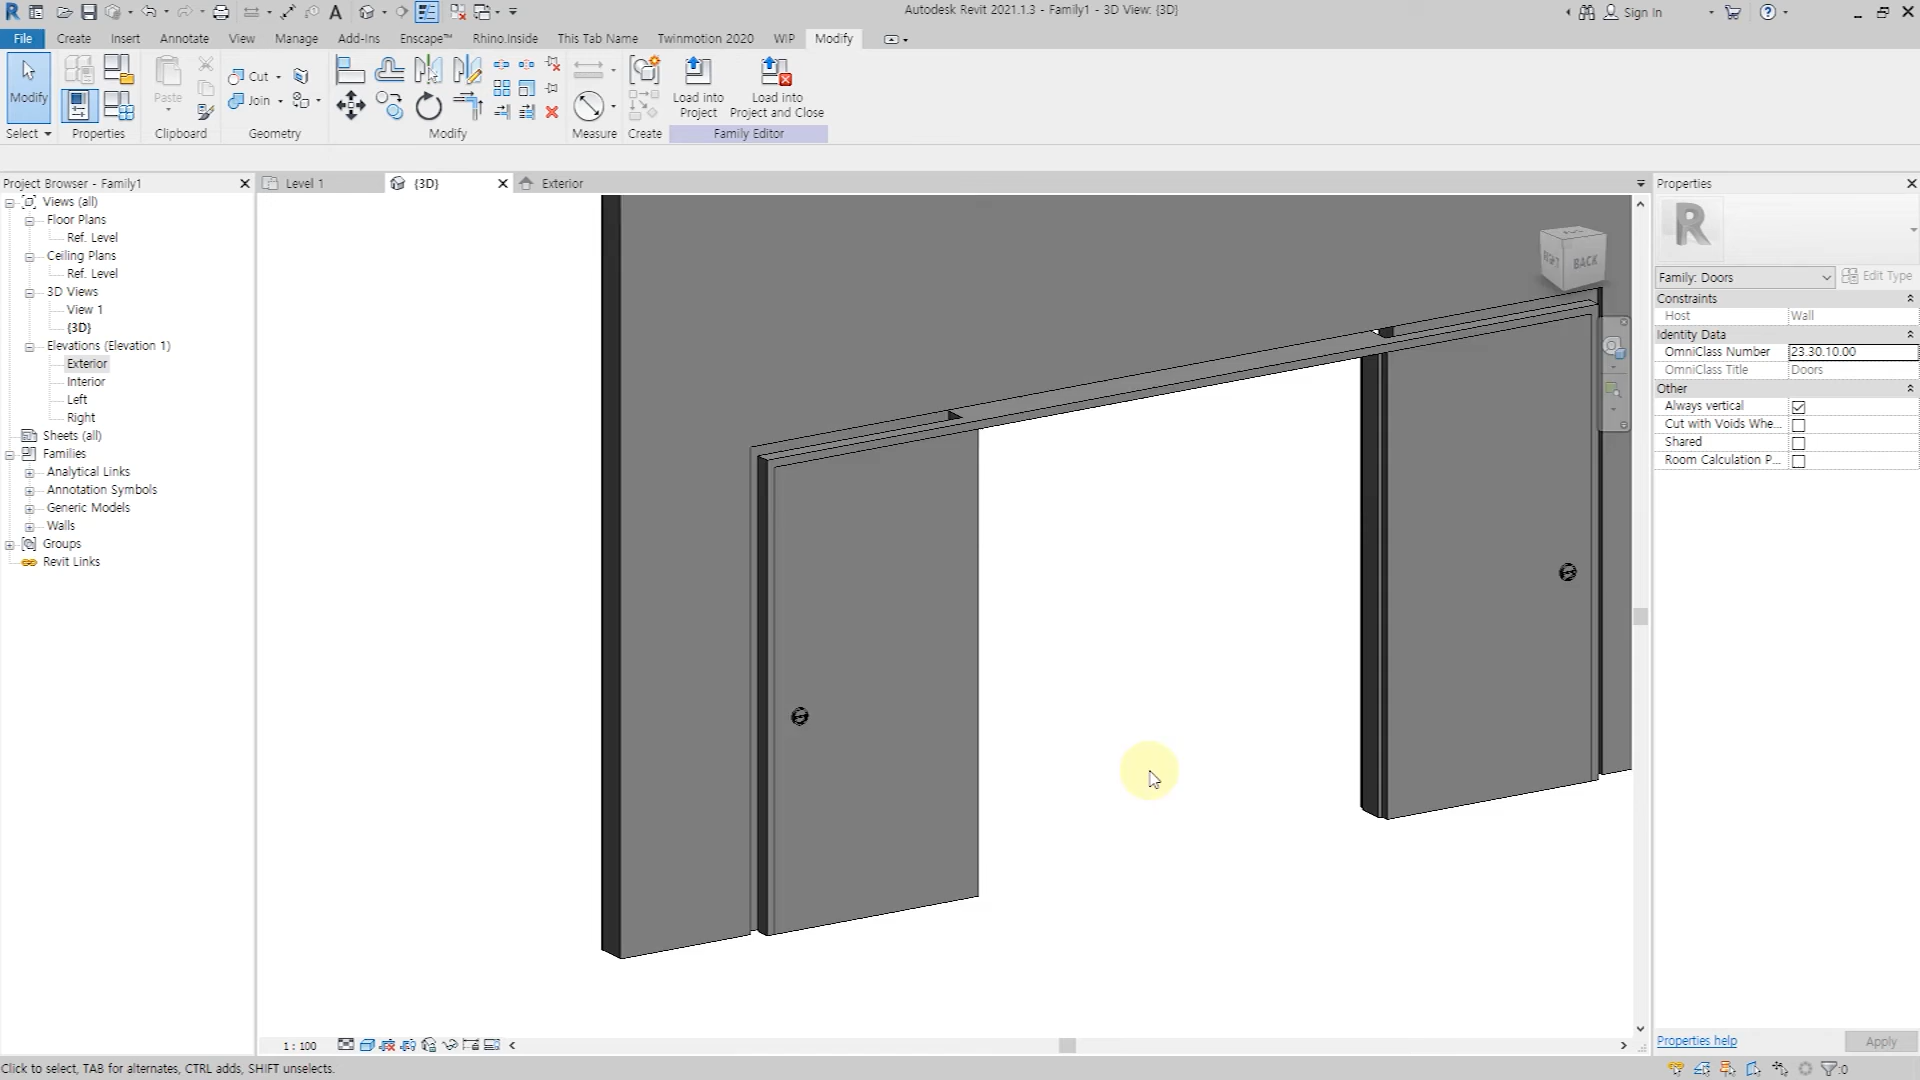 Autodesk Revit 2021.1.3 - Family1 - 3D View: {3D}
Sign In
File Create Insert Annotate View Manage Add-Ins Enscape™ Rhino.Inside This Tab Name Twinmotion 2020 WIP Modify
Modify
Paste
Cut
Join
Load into
Project
Load into
Project and Close
Select Properties Clipboard Geometry Modify Measure Create Family Editor
Project Browser - Family1
Level 1
{3D}
Exterior
Properties
Views (all)
Floor Plans
Ref. Level
Ceiling Plans
Ref. Level
3D Views
View 1
{3D}
Elevations (Elevation 1)
Exterior
Interior
Left
Right
Sheets (all)
Families
Analytical Links
Annotation Symbols
Generic Models
Walls
Groups
Revit Links
RIGHT BACK
R
Family: Doors
Edit Type
Constraints
Host Wall
Identity Data
OmniClass Number 23.30.10.00
OmniClass Title Doors
Other
Always vertical
Cut with Voids Whe...
Shared
Room Calculation P...
Properties help
Apply
1 : 100
Click to select, TAB for alternates, CTRL adds, SHIFT unselects.
:0